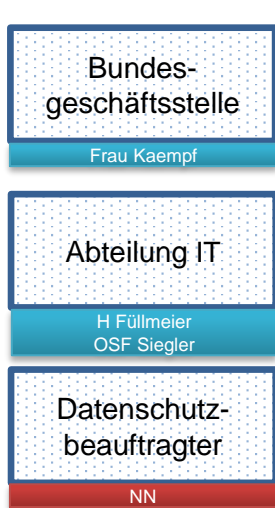 Bundes-
geschäftsstelle
Frau Kaempf
Abteilung IT
H Füllmeier
OSF Siegler
Datenschutz-
beauftragter
NN